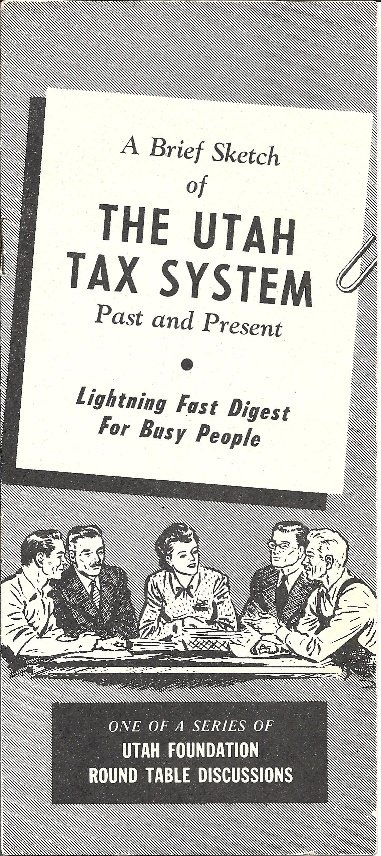 A Brief Sketch
of
THE UTAH
TAX SYSTEM
Past and Present
●
Lightning Fast Digest
For Busy People
ONE OF A SERIES OF
UTAH FOUNDATION
ROUND TABLE DISCUSSIONS